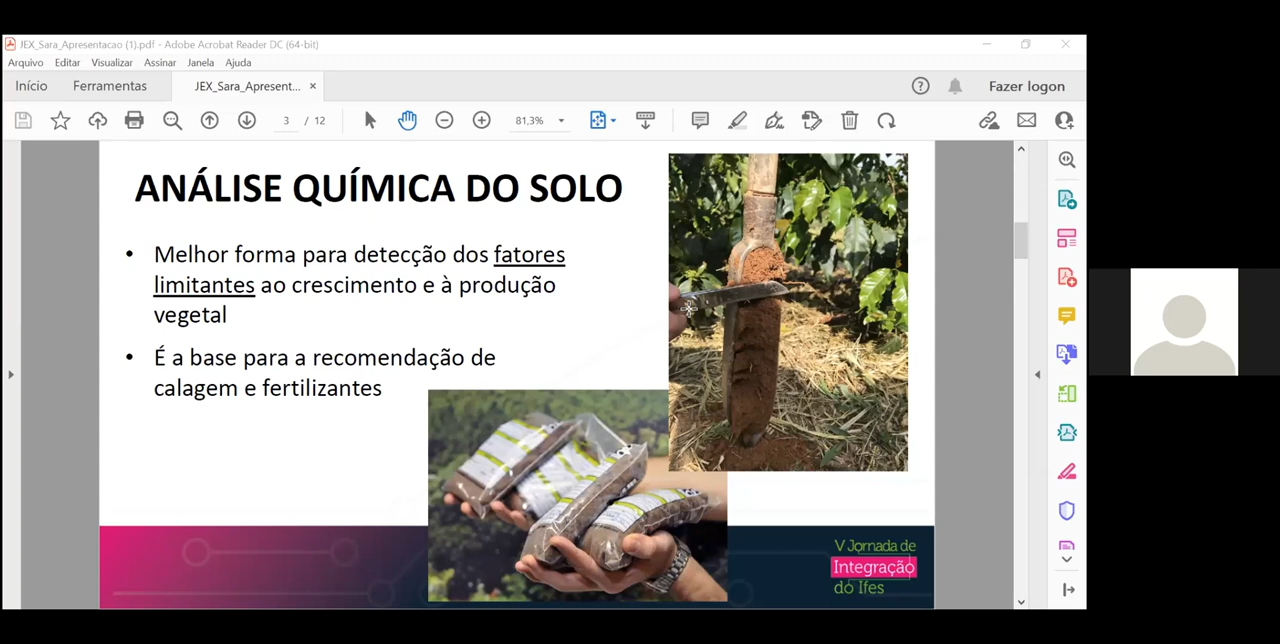 JEX_Sara_Apresentacao (1).pdf - Adobe Acrobat Reader DC (64-bit)
Arquivo Editar Visualizar Assinar Janela Ajuda
Início Ferramentas JEX_Sara_Apresent... × Fazer logon
3 / 12 81,3%
ANÁLISE QUÍMICA DO SOLO
• Melhor forma para detecção dos fatores
limitantes ao crescimento e à produção
vegetal
• É a base para a recomendação de
calagem e fertilizantes
V Jornada de
Integração
do Ifes